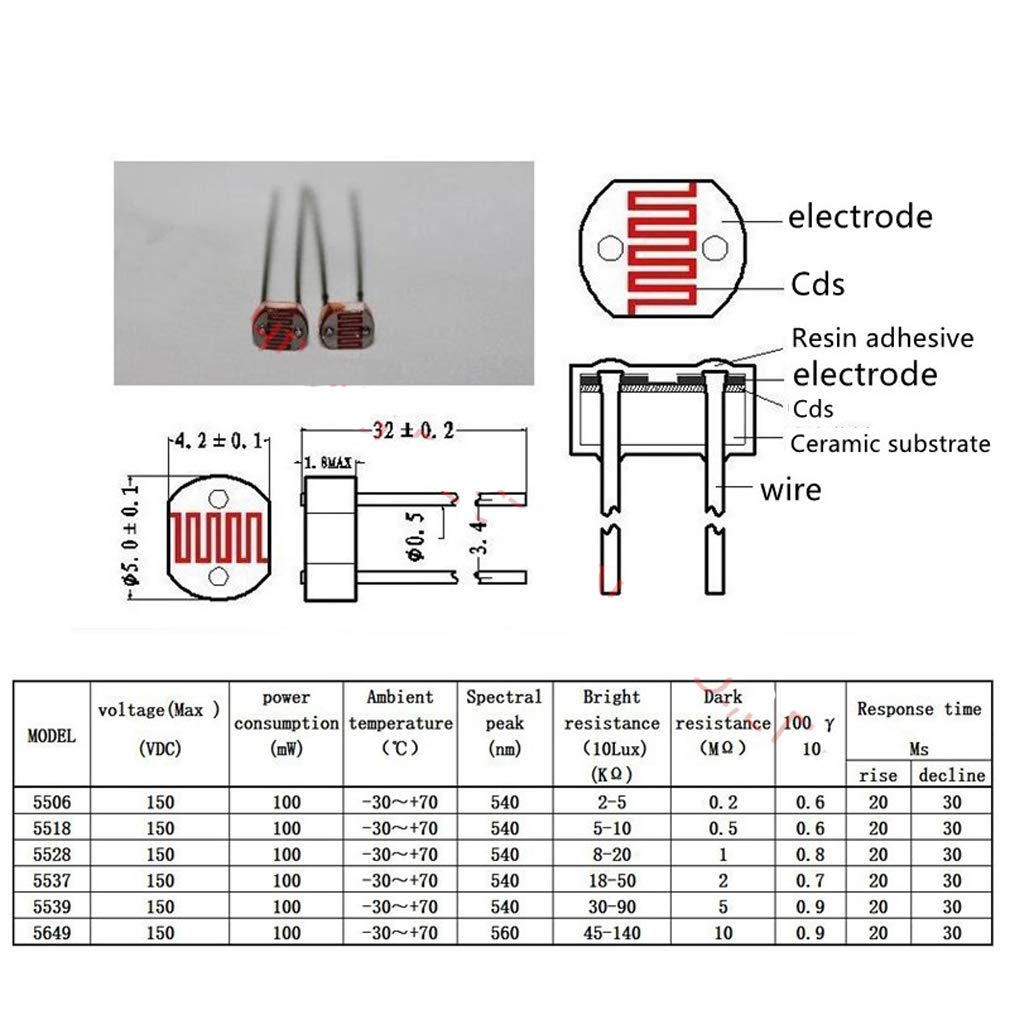 electrode
Cds
Resin adhesive
electrode
Cds
Ceramic substrate
wire
4.2±0.1
32±0.2
1.8MAX
Φ5.0±0.1
Φ0.5
3.4
MODEL voltage(Max ) (VDC) power consumption (mW) Ambient temperature (℃) Spectral peak (nm) Bright resistance (10Lux) (KΩ) Dark resistance (MΩ) 100 γ 10 Response time Ms
rise decline
5506 150 100 -30～+70 540 2-5 0.2 0.6 20 30
5518 150 100 -30～+70 540 5-10 0.5 0.6 20 30
5528 150 100 -30～+70 540 8-20 1 0.8 20 30
5537 150 100 -30～+70 540 18-50 2 0.7 20 30
5539 150 100 -30～+70 540 30-90 5 0.9 20 30
5649 150 100 -30～+70 560 45-140 10 0.9 20 30